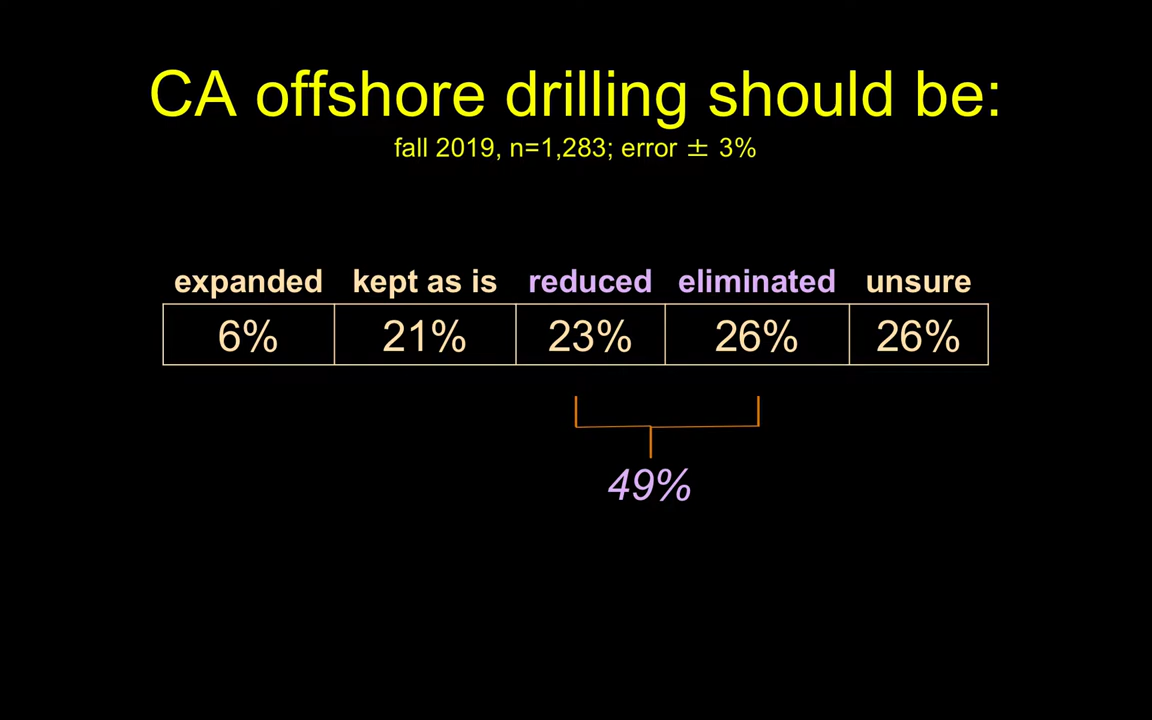 CA offshore drilling should be:
fall 2019, n=1,283; error ± 3%
expanded kept as is reduced eliminated unsure
6% 21% 23% 26% 26%
49%